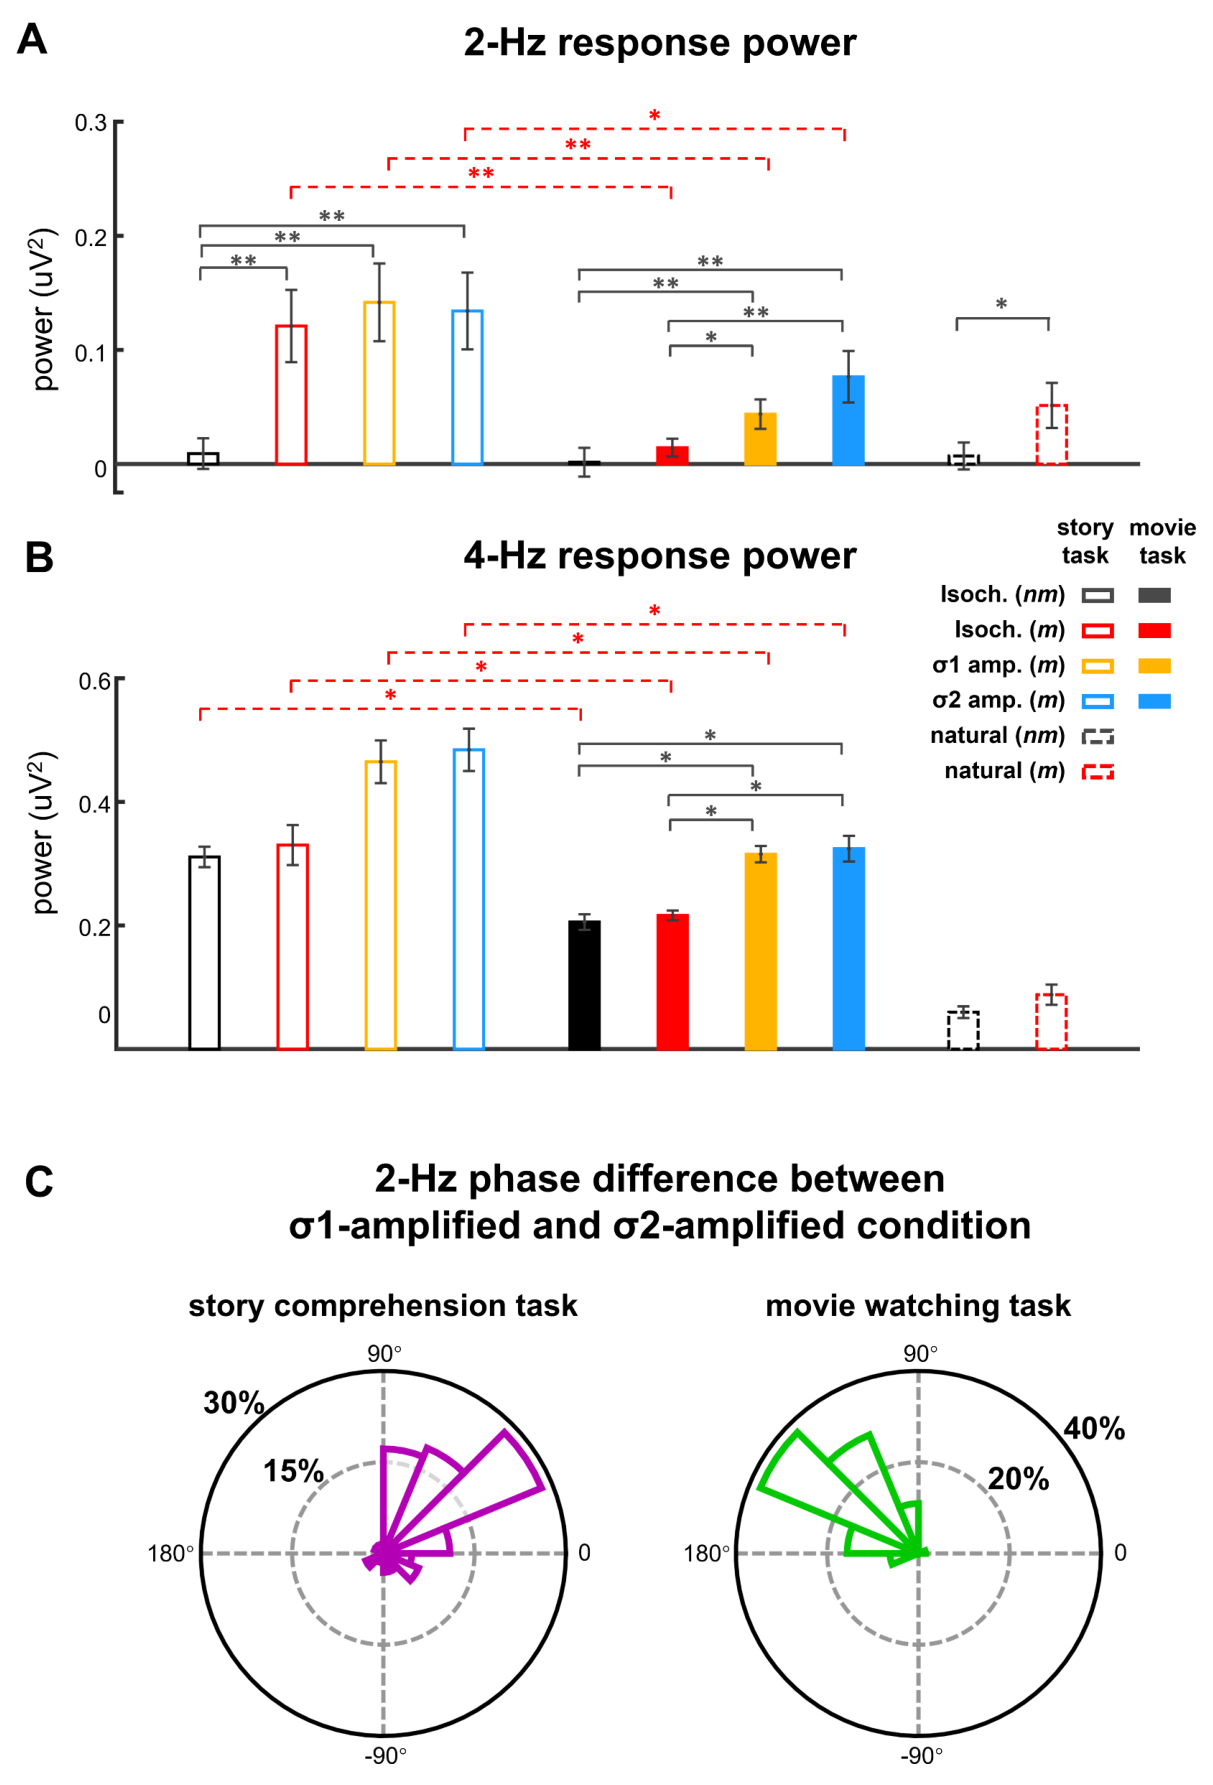 A
2-Hz response power
0.3
0.2
0.1
0
power (uV²)
*
**
**
**
**
**
**
**
**
*
*
story task
movie task
B
4-Hz response power
Isoch. (nm)
Isoch. (m)
σ1 amp. (m)
σ2 amp. (m)
natural (nm)
natural (m)
0.6
0.4
0.2
0
power (uV²)
*
*
*
*
*
*
*
*
C
2-Hz phase difference between
σ1-amplified and σ2-amplified condition
story comprehension task
movie watching task
90°
30%
15%
180°
0
-90°
90°
40%
20%
180°
0
-90°